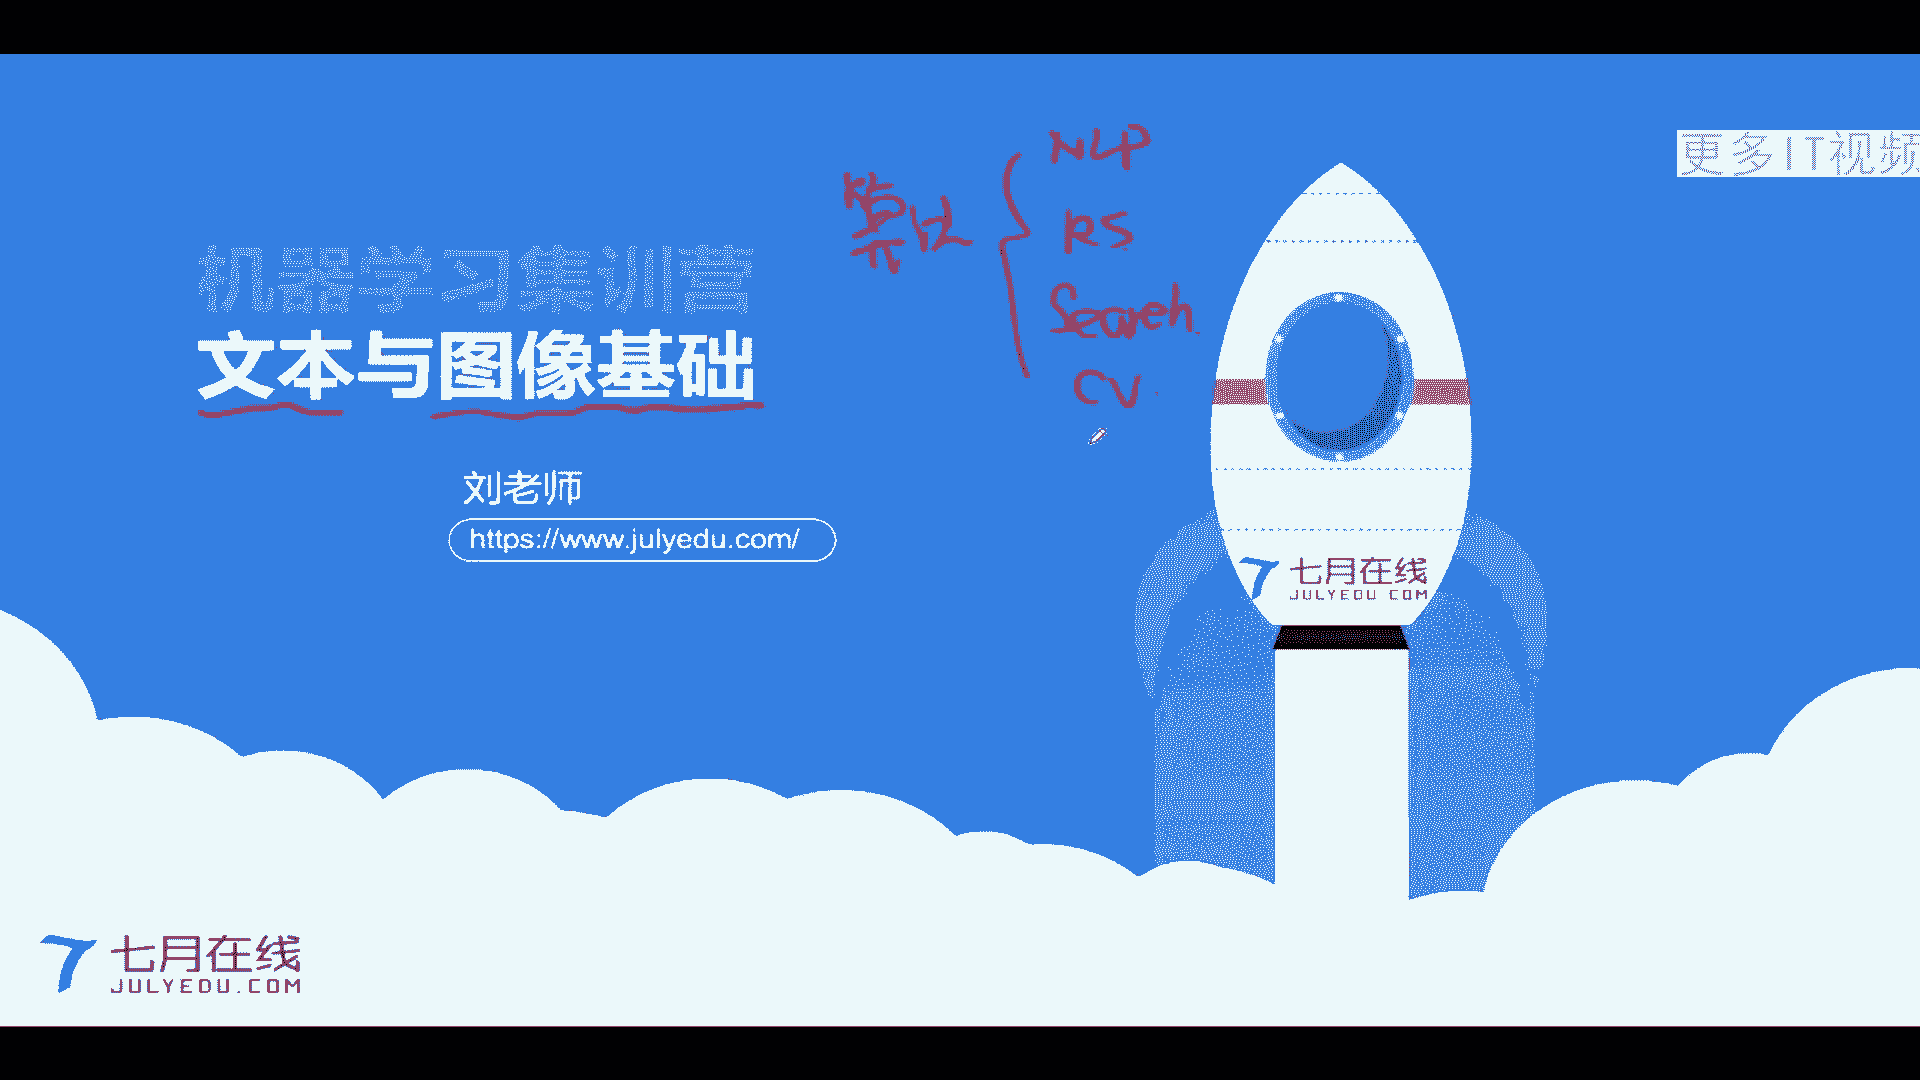 更多IT视频
算法
NLP
RS
Search
CV
机器学习集训营
文本与图像基础
刘老师
https://www.julyedu.com/
七月在线
JULYEDU.COM
七月在线
JULYEDU.COM